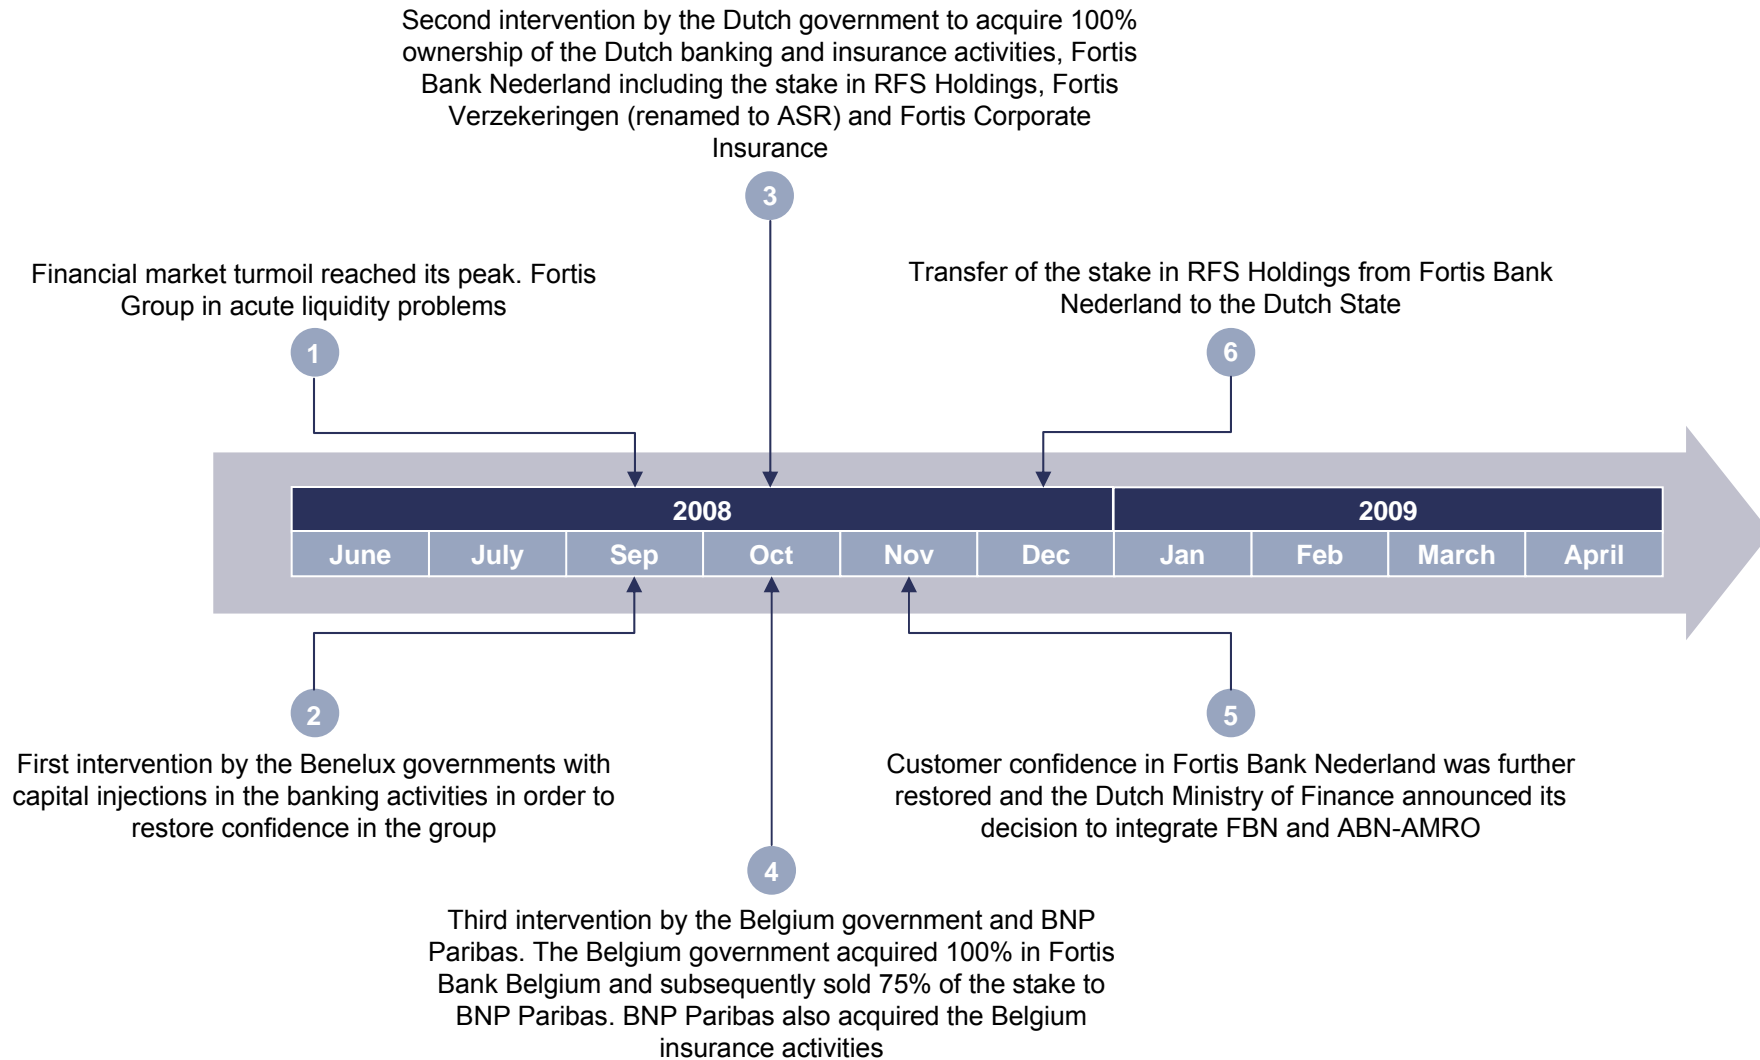 Second intervention by the Dutch government to acquire 100%
ownership of the Dutch banking and insurance activities, Fortis
Bank Nederland including the stake in RFS Holdings, Fortis
Verzekeringen (renamed to ASR) and Fortis Corporate
Insurance
3
Financial market turmoil reached its peak. Fortis
Group in acute liquidity problems
1
Transfer of the stake in RFS Holdings from Fortis Bank
Nederland to the Dutch State
6
2008 2009
June July Sep Oct Nov Dec Jan Feb March April
2
First intervention by the Benelux governments with
capital injections in the banking activities in order to
restore confidence in the group
5
Customer confidence in Fortis Bank Nederland was further
restored and the Dutch Ministry of Finance announced its
decision to integrate FBN and ABN-AMRO
4
Third intervention by the Belgium government and BNP
Paribas. The Belgium government acquired 100% in Fortis
Bank Belgium and subsequently sold 75% of the stake to
BNP Paribas. BNP Paribas also acquired the Belgium
insurance activities